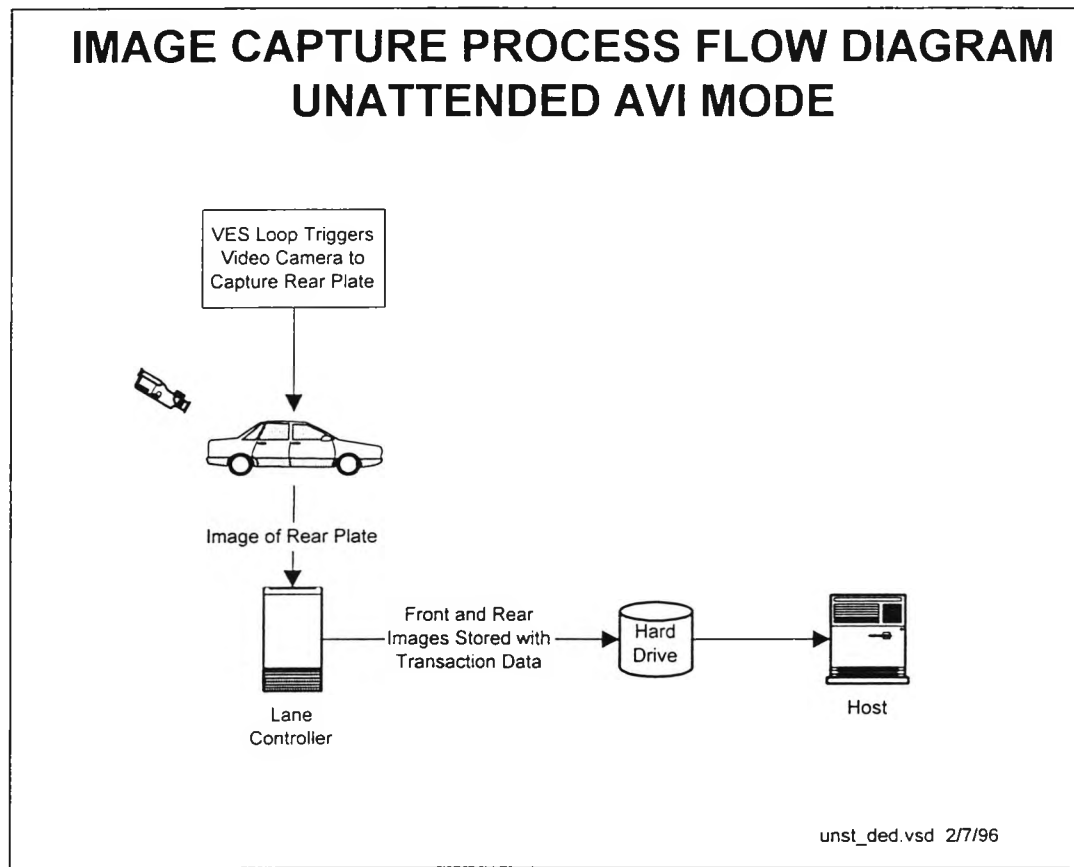 IMAGE CAPTURE PROCESS FLOW DIAGRAM
UNATTENDED AVI MODE
VES Loop Triggers
Video Camera to
Capture Rear Plate
Image of Rear Plate
Front and Rear
Images Stored with
Transaction Data
Hard
Drive
Lane
Controller
Host
unst_ded.vsd 2/7/96